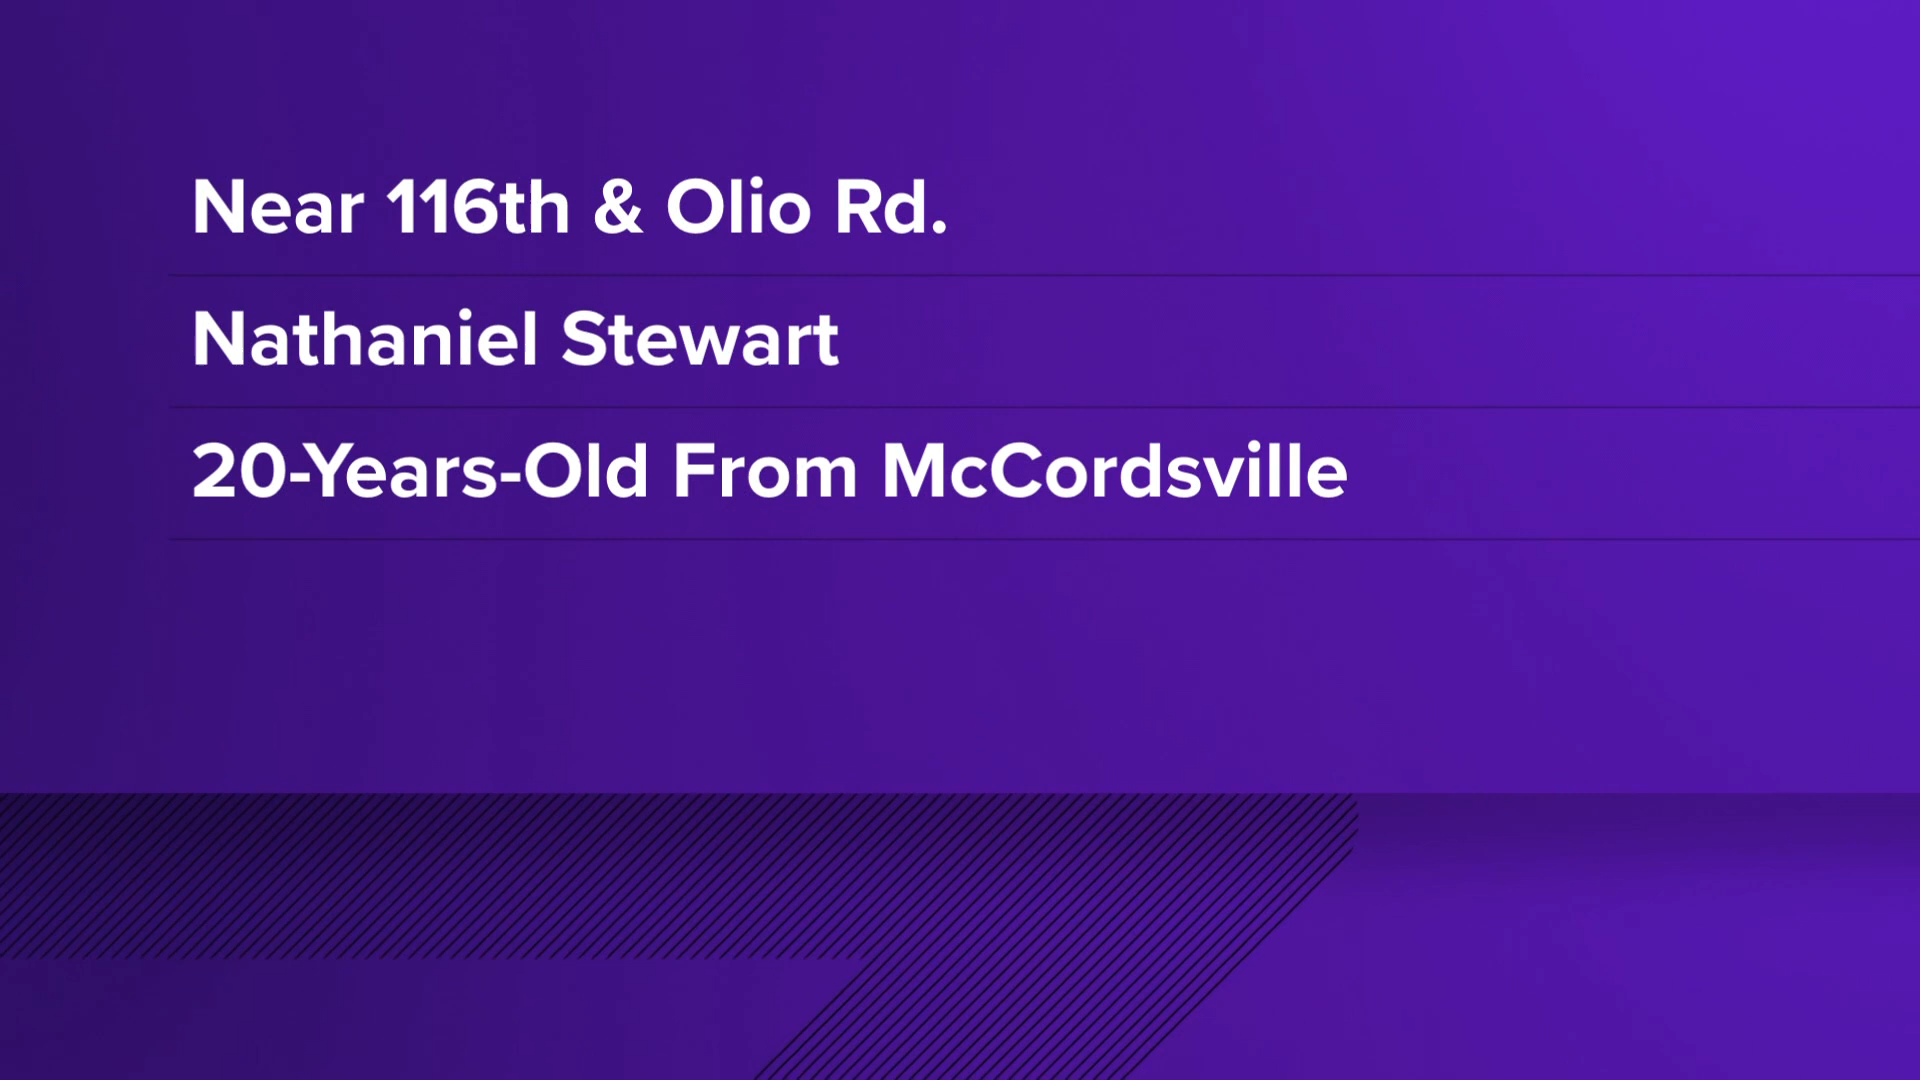 Near 116th & Olio Rd.
Nathaniel Stewart
20-Years-Old From McCordsville